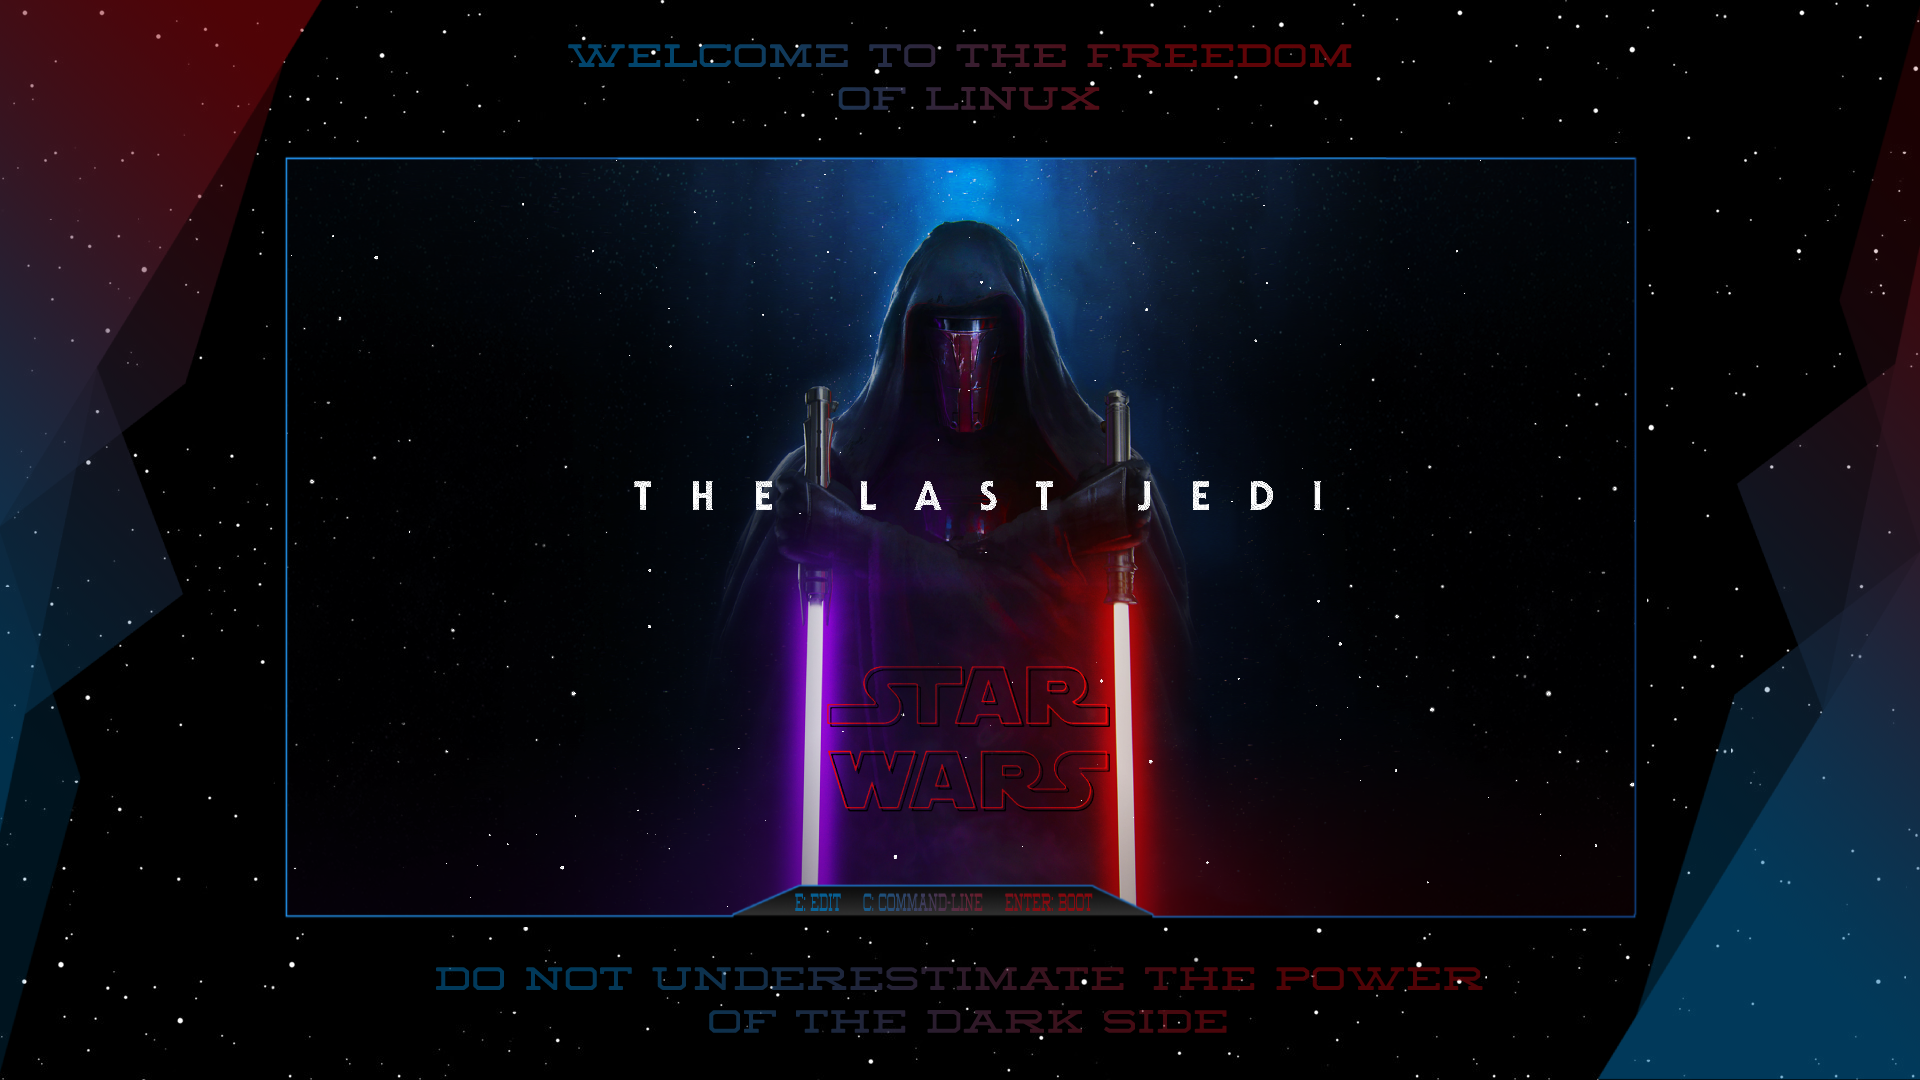 WELCOME TO THE FREEDOM
OF LINUX
THE LAST JEDI
STAR
WARS
E: EDIT C: COMMAND-LINE ENTER: BOOT
DO NOT UNDERESTIMATE THE POWER
OF THE DARK SIDE